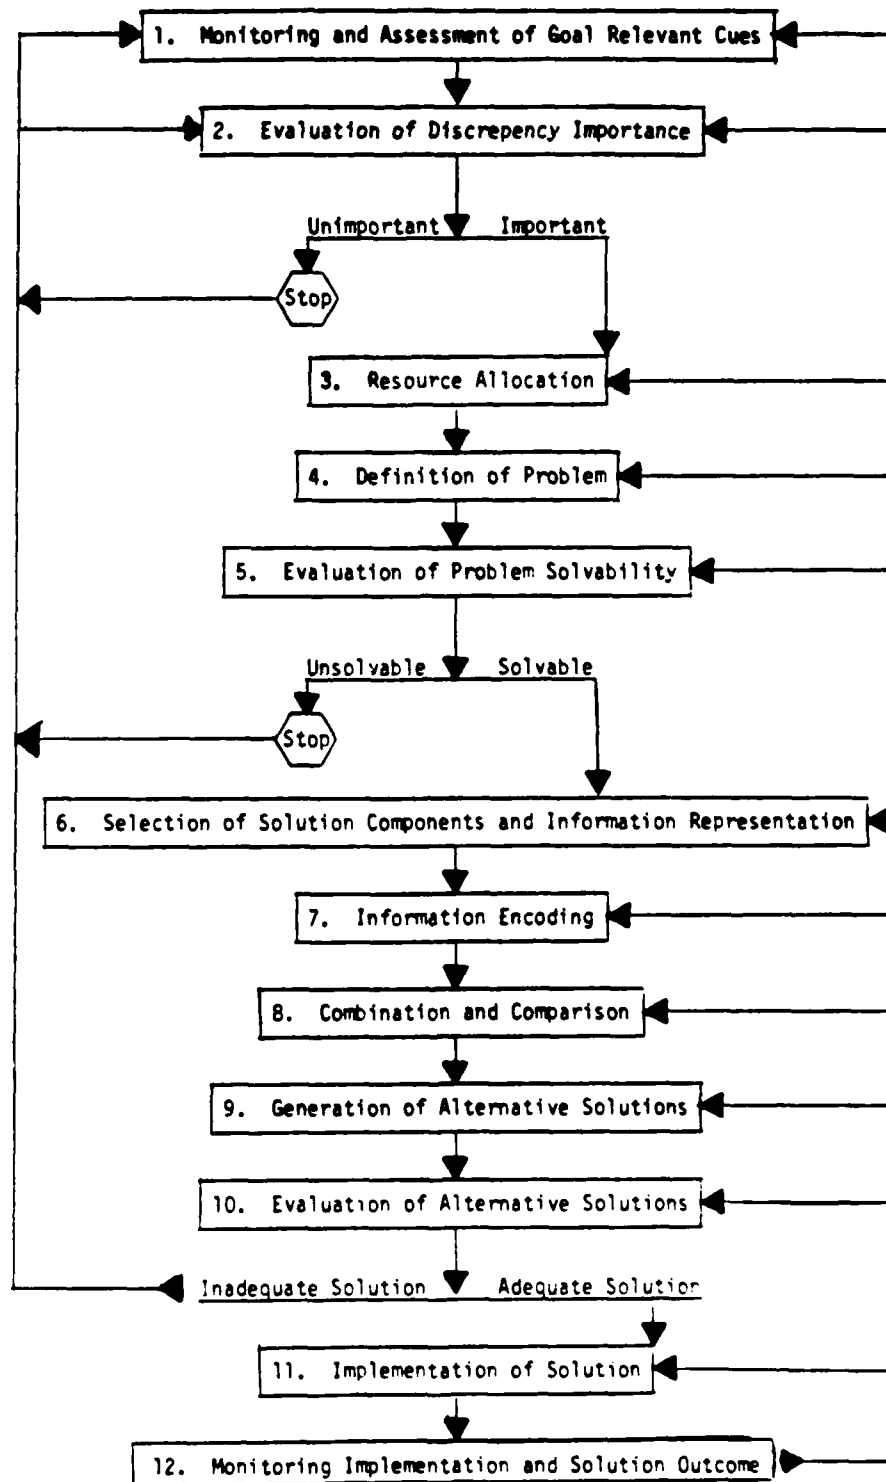 1. Monitoring and Assessment of Goal Relevant Cues
2. Evaluation of Discrepency Importance
Unimportant Important
Stop
3. Resource Allocation
4. Definition of Problem
5. Evaluation of Problem Solvability
Unsolvable Solvable
Stop
6. Selection of Solution Components and Information Representation
7. Information Encoding
8. Combination and Comparison
9. Generation of Alternative Solutions
10. Evaluation of Alternative Solutions
Inadequate Solution Adequate Solution
11. Implementation of Solution
12. Monitoring Implementation and Solution Outcome